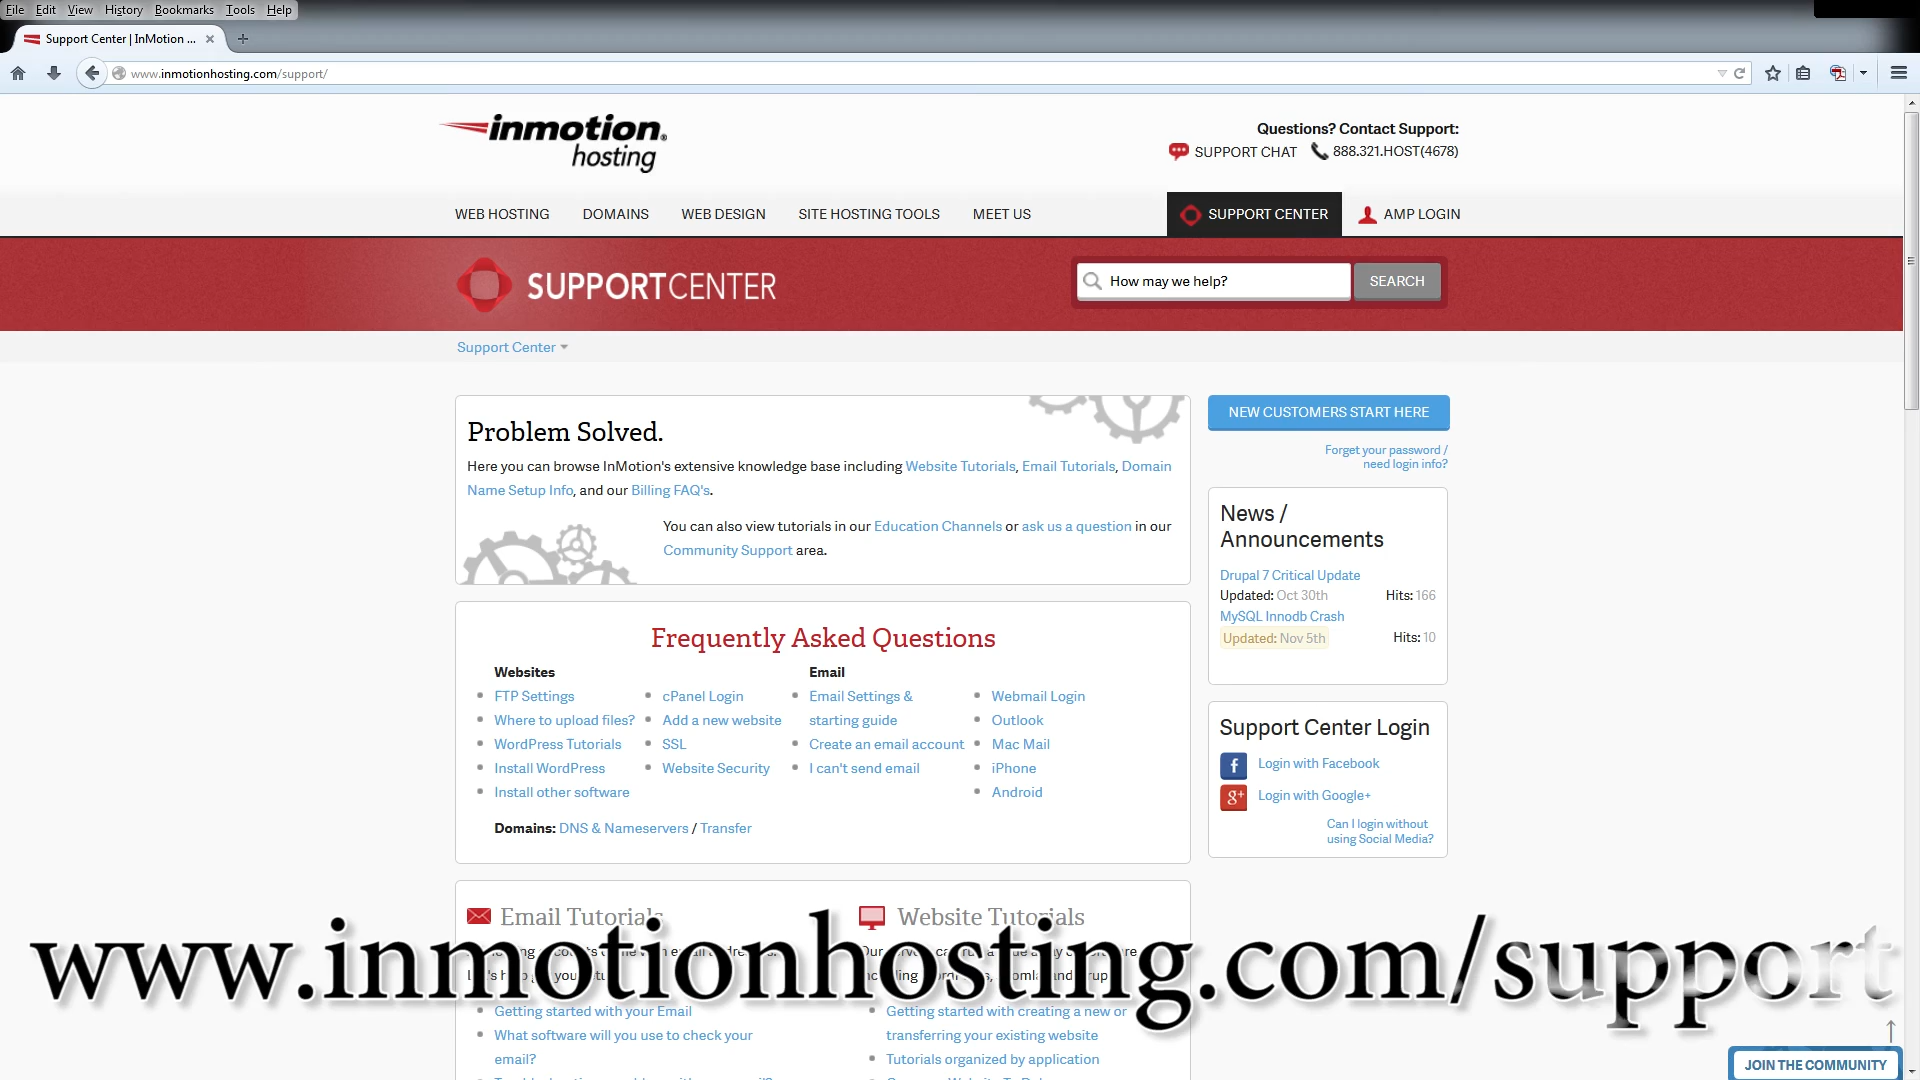 File Edit View History Bookmarks Tools Help
Support Center | InMotion ...
www.inmotionhosting.com/support/
inmotion®
hosting
Questions? Contact Support:
SUPPORT CHAT 888.321.HOST(4678)
WEB HOSTING DOMAINS WEB DESIGN SITE HOSTING TOOLS MEET US SUPPORT CENTER AMP LOGIN
SUPPORTCENTER
How may we help? SEARCH
Support Center
Problem Solved.
Here you can browse InMotion's extensive knowledge base including Website Tutorials, Email Tutorials, Domain
Name Setup Info, and our Billing FAQ's.
You can also view tutorials in our Education Channels or ask us a question in our
Community Support area.
NEW CUSTOMERS START HERE
Forget your password /
need login info?
News /
Announcements
Drupal 7 Critical Update
Updated: Oct 30th Hits: 166
MySQL Innodb Crash
Updated: Nov 5th Hits: 10
Frequently Asked Questions
Websites Email
FTP Settings cPanel Login Email Settings & Webmail Login
Where to upload files? Add a new website starting guide Outlook
WordPress Tutorials SSL Create an email account Mac Mail
Install WordPress Website Security I can't send email iPhone
Install other software Android
Domains: DNS & Nameservers / Transfer
Support Center Login
Login with Facebook
Login with Google+
Can I login without
using Social Media?
Email Tutorials Website Tutorials
www.inmotionhosting.com/support
Getting started with your Email Getting started with creating a new or
What software will you use to check your transferring your existing website
email? Tutorials organized by application
JOIN THE COMMUNITY